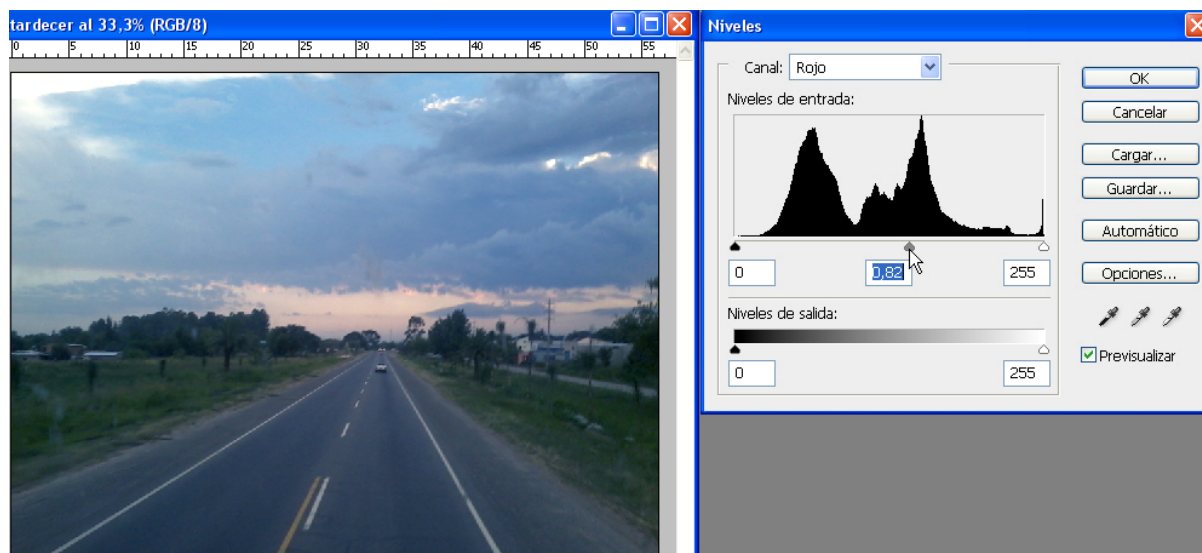 tardecer al 33,3% (RGB/8)
0 5 10 15 20 25 30 35 40 45 50 55
Niveles
Canal: Rojo
Niveles de entrada:
0 0,82 255
Niveles de salida:
0 255
OK
Cancelar
Cargar...
Guardar...
Automático
Opciones...
Previsualizar